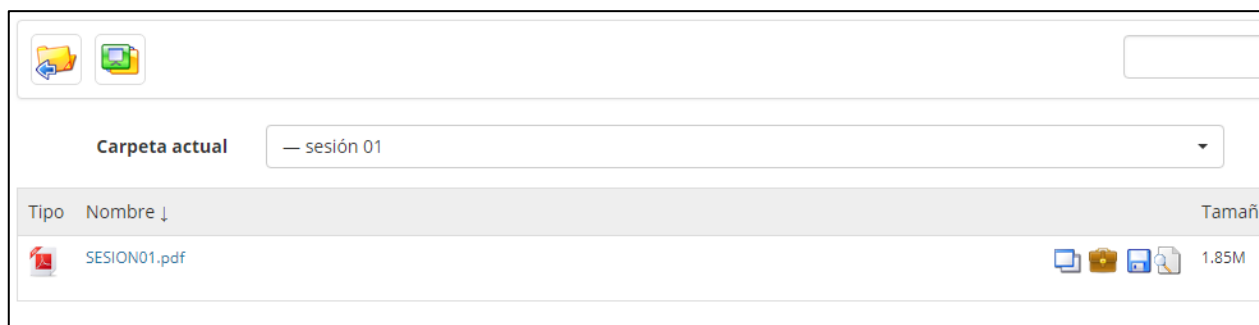 Carpeta actual — sesión 01
Tipo Nombre ↓ Tamañ
SESION01.pdf 1.85M